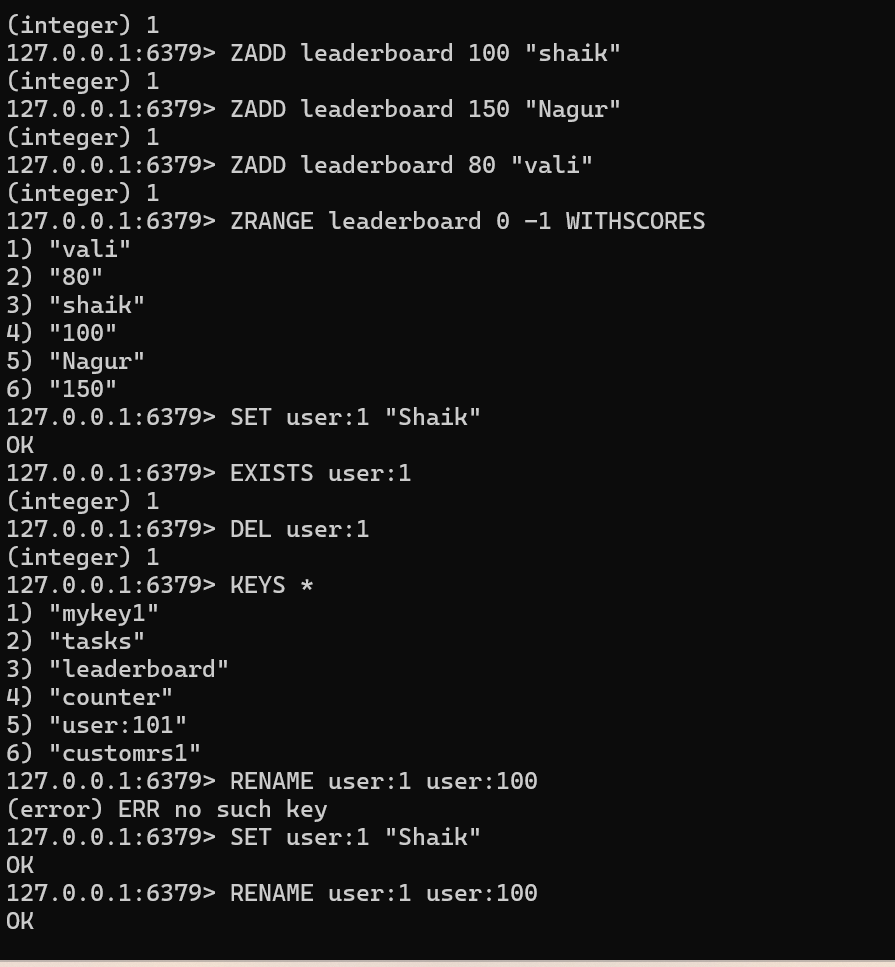 (integer) 1
127.0.0.1:6379> ZADD leaderboard 100 "shaik"
(integer) 1
127.0.0.1:6379> ZADD leaderboard 150 "Nagur"
(integer) 1
127.0.0.1:6379> ZADD leaderboard 80 "vali"
(integer) 1
127.0.0.1:6379> ZRANGE leaderboard 0 -1 WITHSCORES
1) "vali"
2) "80"
3) "shaik"
4) "100"
5) "Nagur"
6) "150"
127.0.0.1:6379> SET user:1 "Shaik"
OK
127.0.0.1:6379> EXISTS user:1
(integer) 1
127.0.0.1:6379> DEL user:1
(integer) 1
127.0.0.1:6379> KEYS *
1) "mykey1"
2) "tasks"
3) "leaderboard"
4) "counter"
5) "user:101"
6) "customrs1"
127.0.0.1:6379> RENAME user:1 user:100
(error) ERR no such key
127.0.0.1:6379> SET user:1 "Shaik"
OK
127.0.0.1:6379> RENAME user:1 user:100
OK